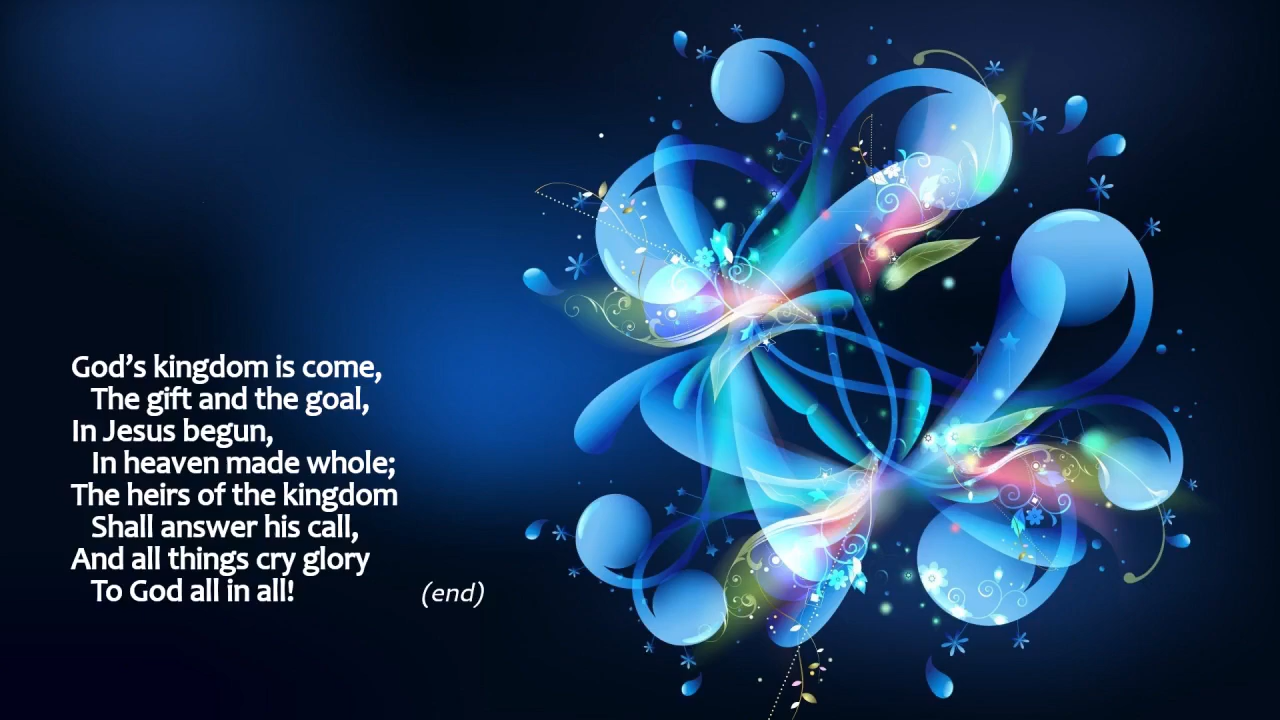 God’s kingdom is come,
The gift and the goal,
In Jesus begun,
In heaven made whole;
The heirs of the kingdom
Shall answer his call,
And all things cry glory
To God all in all! (end)